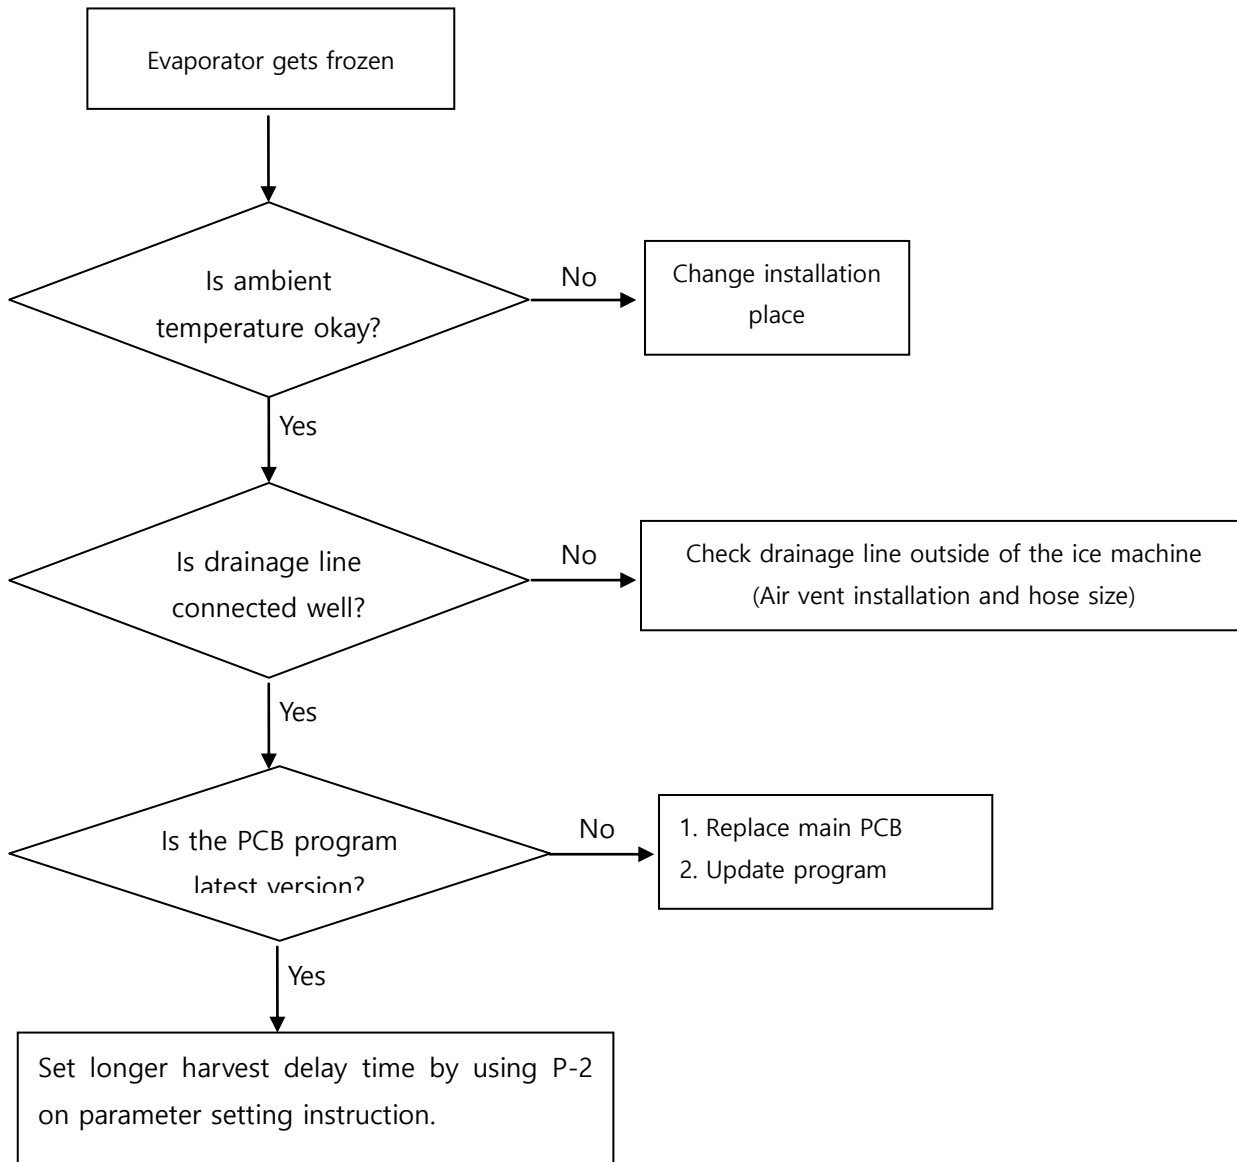 Evaporator gets frozen
Is ambient
temperature okay?
No
Change installation
place
Yes
Is drainage line
connected well?
No
Check drainage line outside of the ice machine
(Air vent installation and hose size)
Yes
Is the PCB program
latest version?
No
1. Replace main PCB
2. Update program
Yes
Set longer harvest delay time by using P-2
on parameter setting instruction.